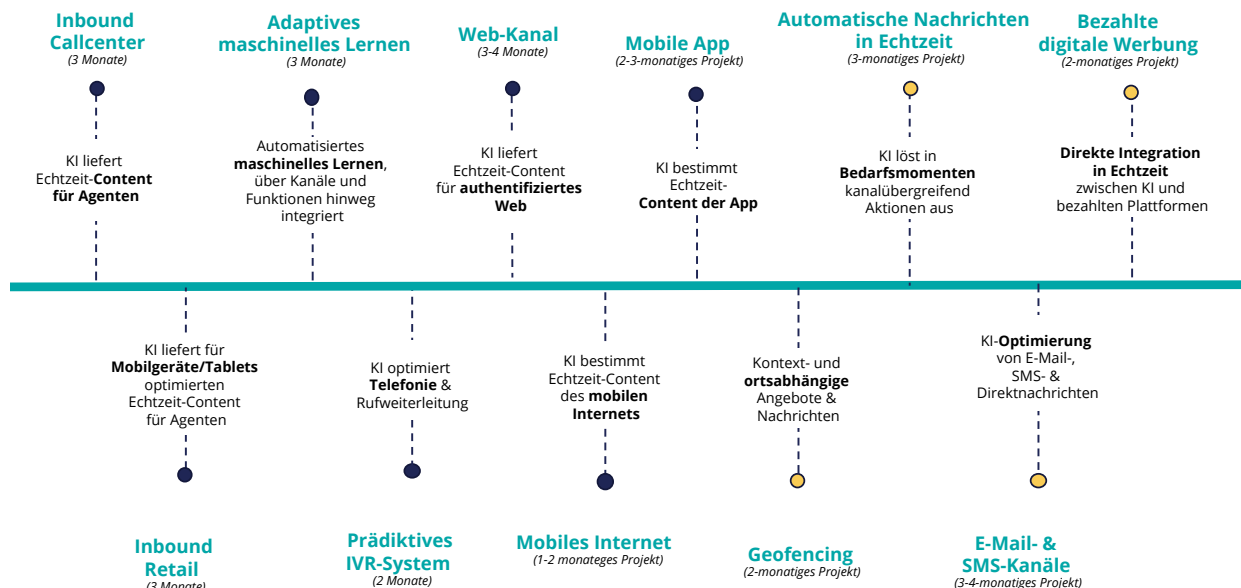 Inbound
Callcenter
(3 Monate)
KI liefert
Echtzeit-Content
für Agenten
Adaptives
maschinelles Lernen
(3 Monate)
Automatisiertes
maschinelles Lernen,
über Kanäle und
Funktionen hinweg
integriert
Web-Kanal
(3-4 Monate)
KI liefert
Echtzeit-Content
für authentifiziertes
Web
Mobile App
(2-3-monatiges Projekt)
KI bestimmt
Echtzeit-
Content der App
Automatische Nachrichten
in Echtzeit
(3-monatiges Projekt)
KI löst in
Bedarfsmomenten
kanalübergreifend
Aktionen aus
Bezahlte
digitale Werbung
(2-monatiges Projekt)
Direkte Integration
in Echtzeit
zwischen KI und
bezahlten Plattformen
KI liefert für
Mobilgeräte/Tablets
optimierten
Echtzeit-Content
für Agenten
Inbound
Retail
(3 Monate)
KI optimiert
Telefonie &
Rufweiterleitung
Prädiktives
IVR-System
(2 Monate)
KI bestimmt
Echtzeit-Content
des mobilen
Internets
Mobiles Internet
(1-2 monateges Projekt)
Kontext- und
ortsabhängige
Angebote &
Nachrichten
Geofencing
(2-monatiges Projekt)
KI-Optimierung
von E-Mail-,
SMS- &
Direktnachrichten
E-Mail- &
SMS-Kanäle
(3-4-monatiges Projekt)